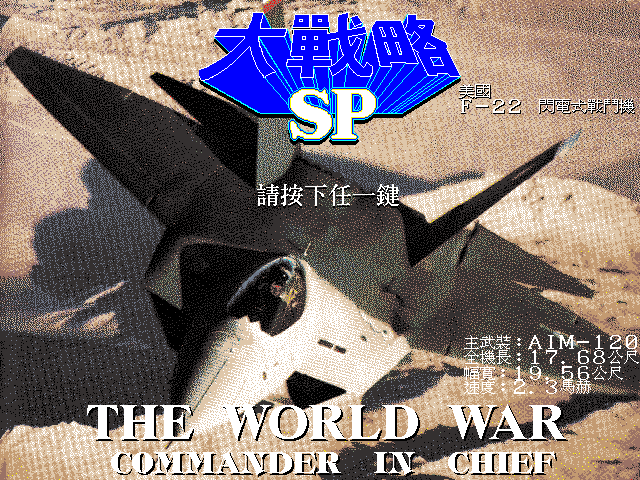 大戰略
SP
美國
F-22 閃電式戰鬥機
請按下任一鍵
主武裝:AIM-120
全機長:17.68公尺
幅寬:19.56公尺
速度:2.3馬赫
THE WORLD WAR
COMMANDER IN CHIEF